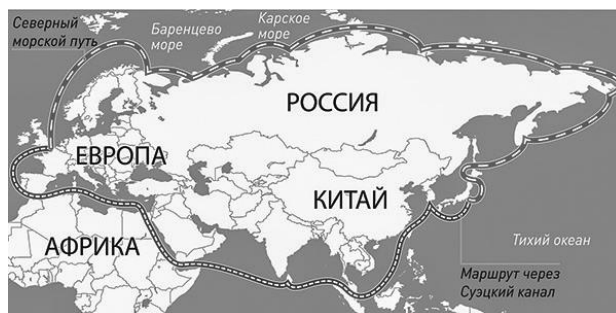 Северный
морской путь
Баренцево
море
Карское
море
РОССИЯ
ЕВРОПА
КИТАЙ
АФРИКА
Тихий океан
Маршрут через
Суэцкий канал